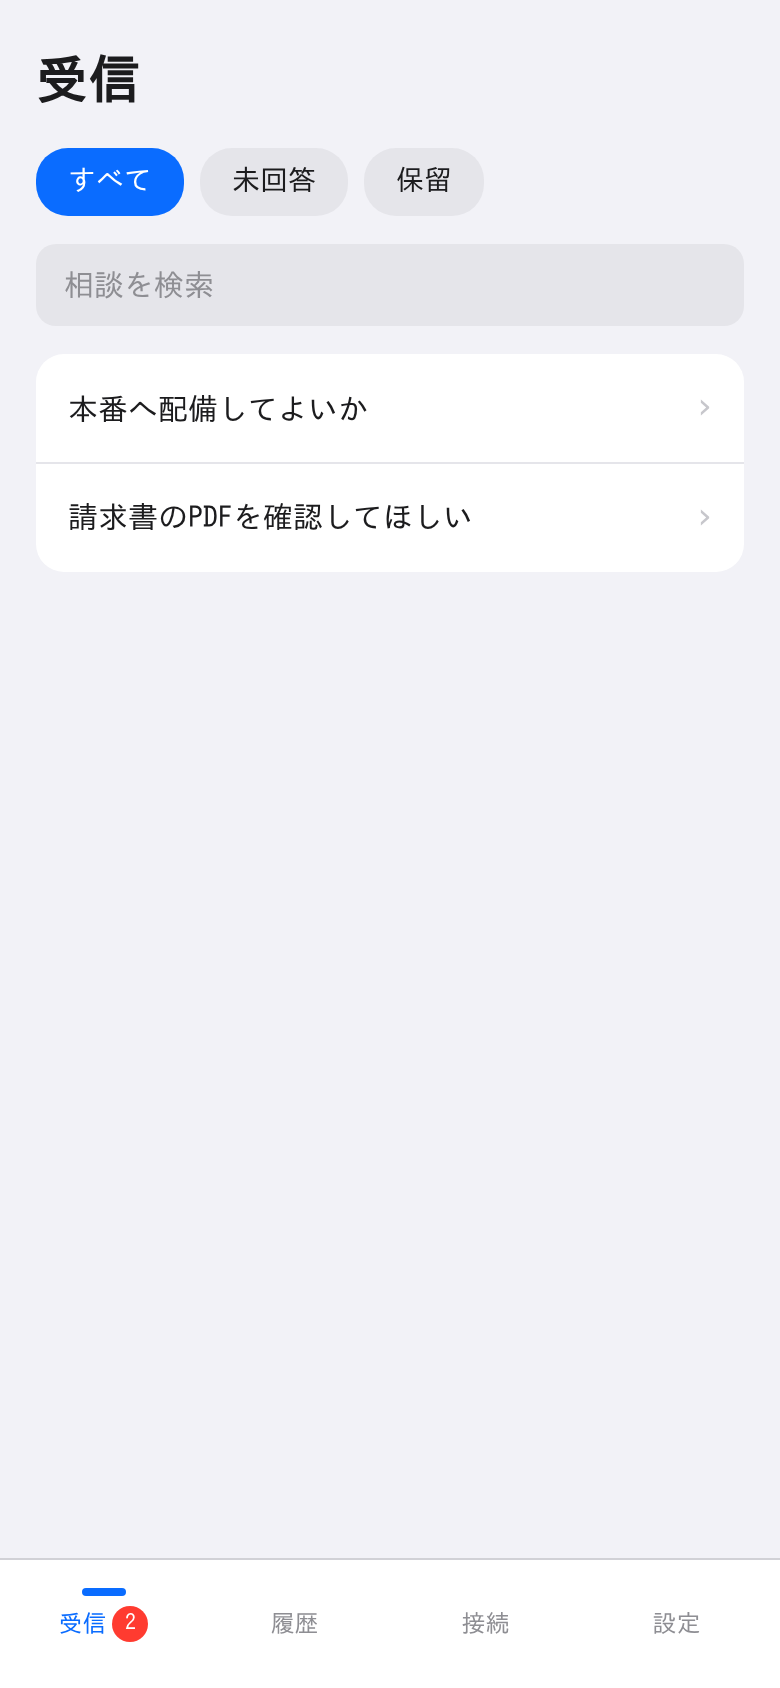 受信
すべて 未回答 保留
相談を検索
本番へ配備してよいか
請求書のPDFを確認してほしい
受信 2 履歴 接続 設定